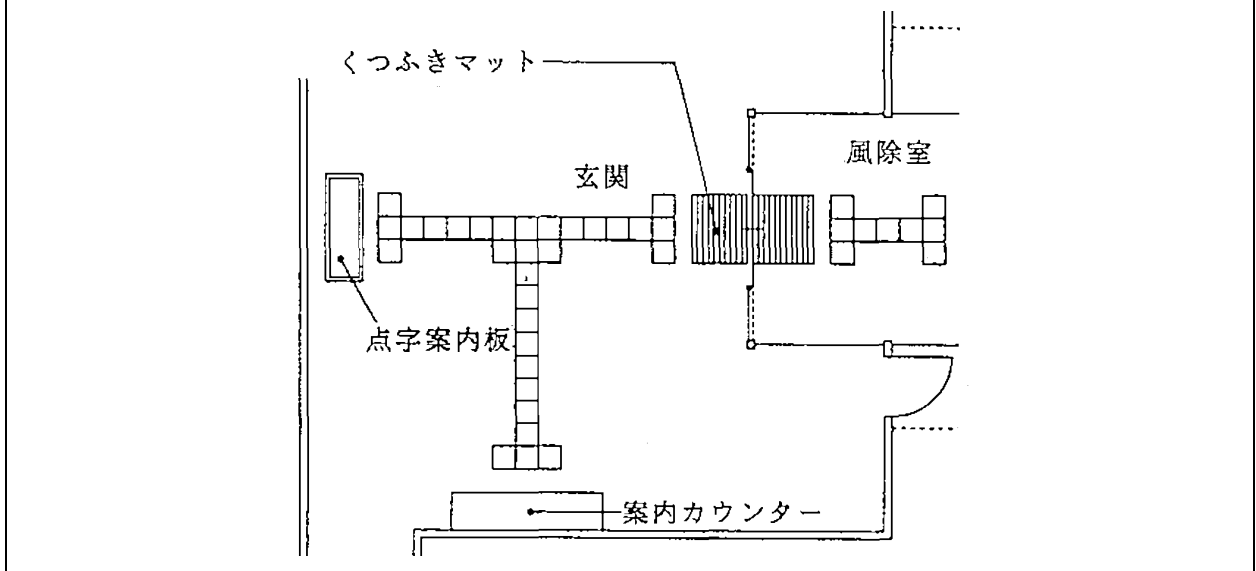 くつふきマット
風除室
玄関
点字案内板
案内カウンター